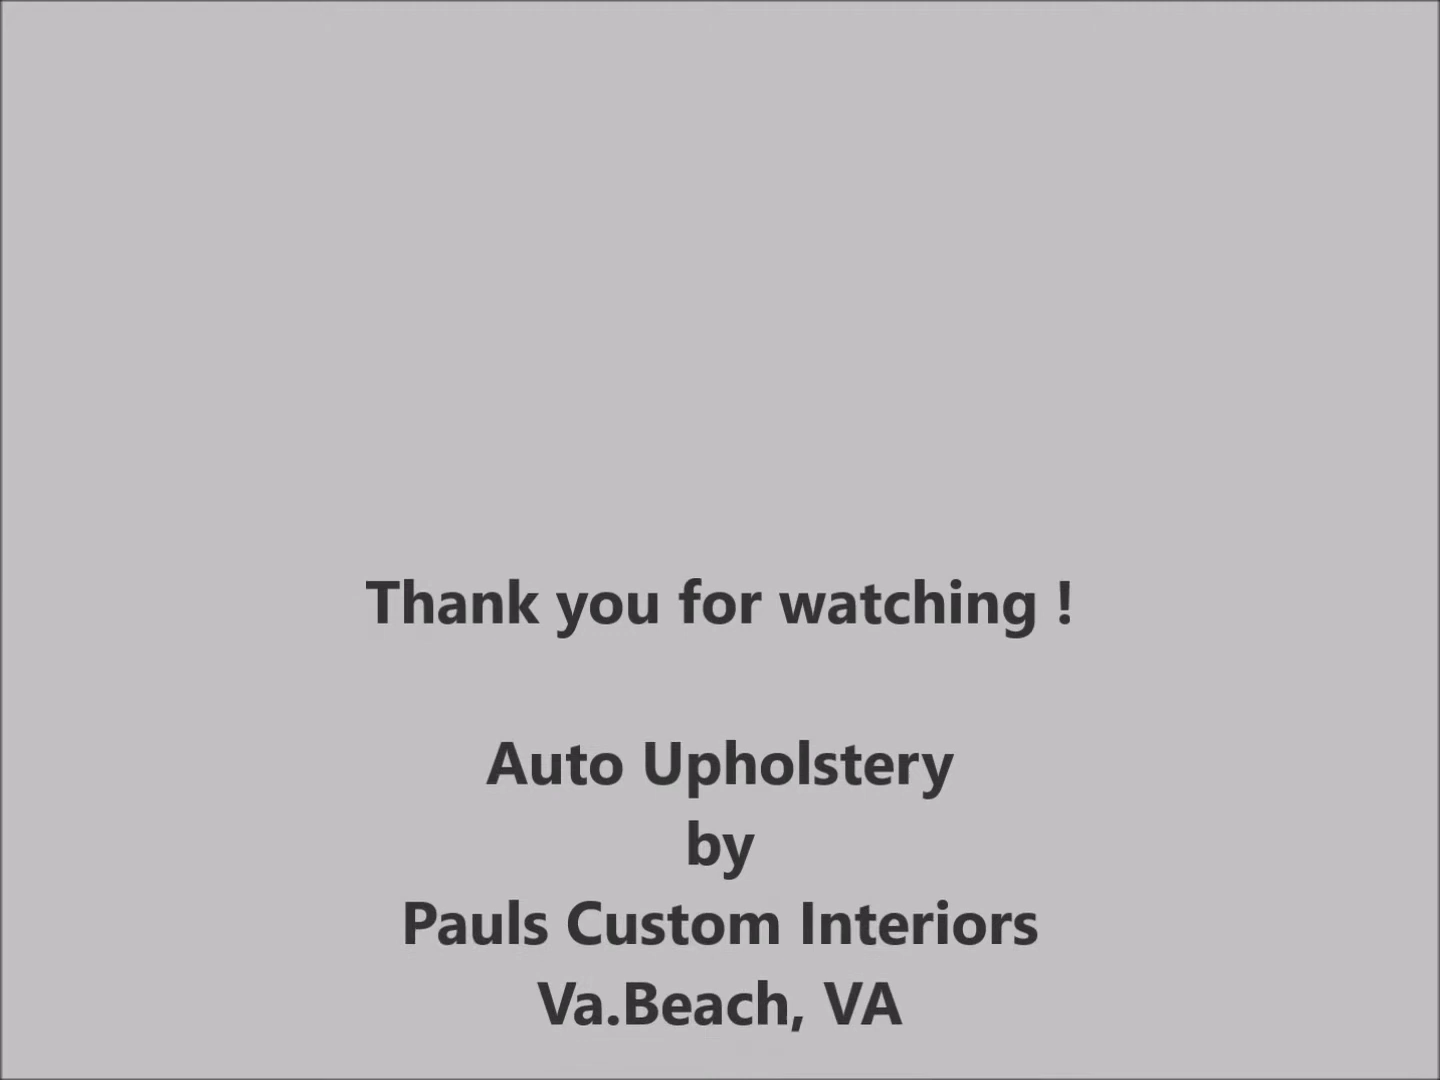 Thank you for watching !
Auto Upholstery
by
Pauls Custom Interiors
Va.Beach, VA